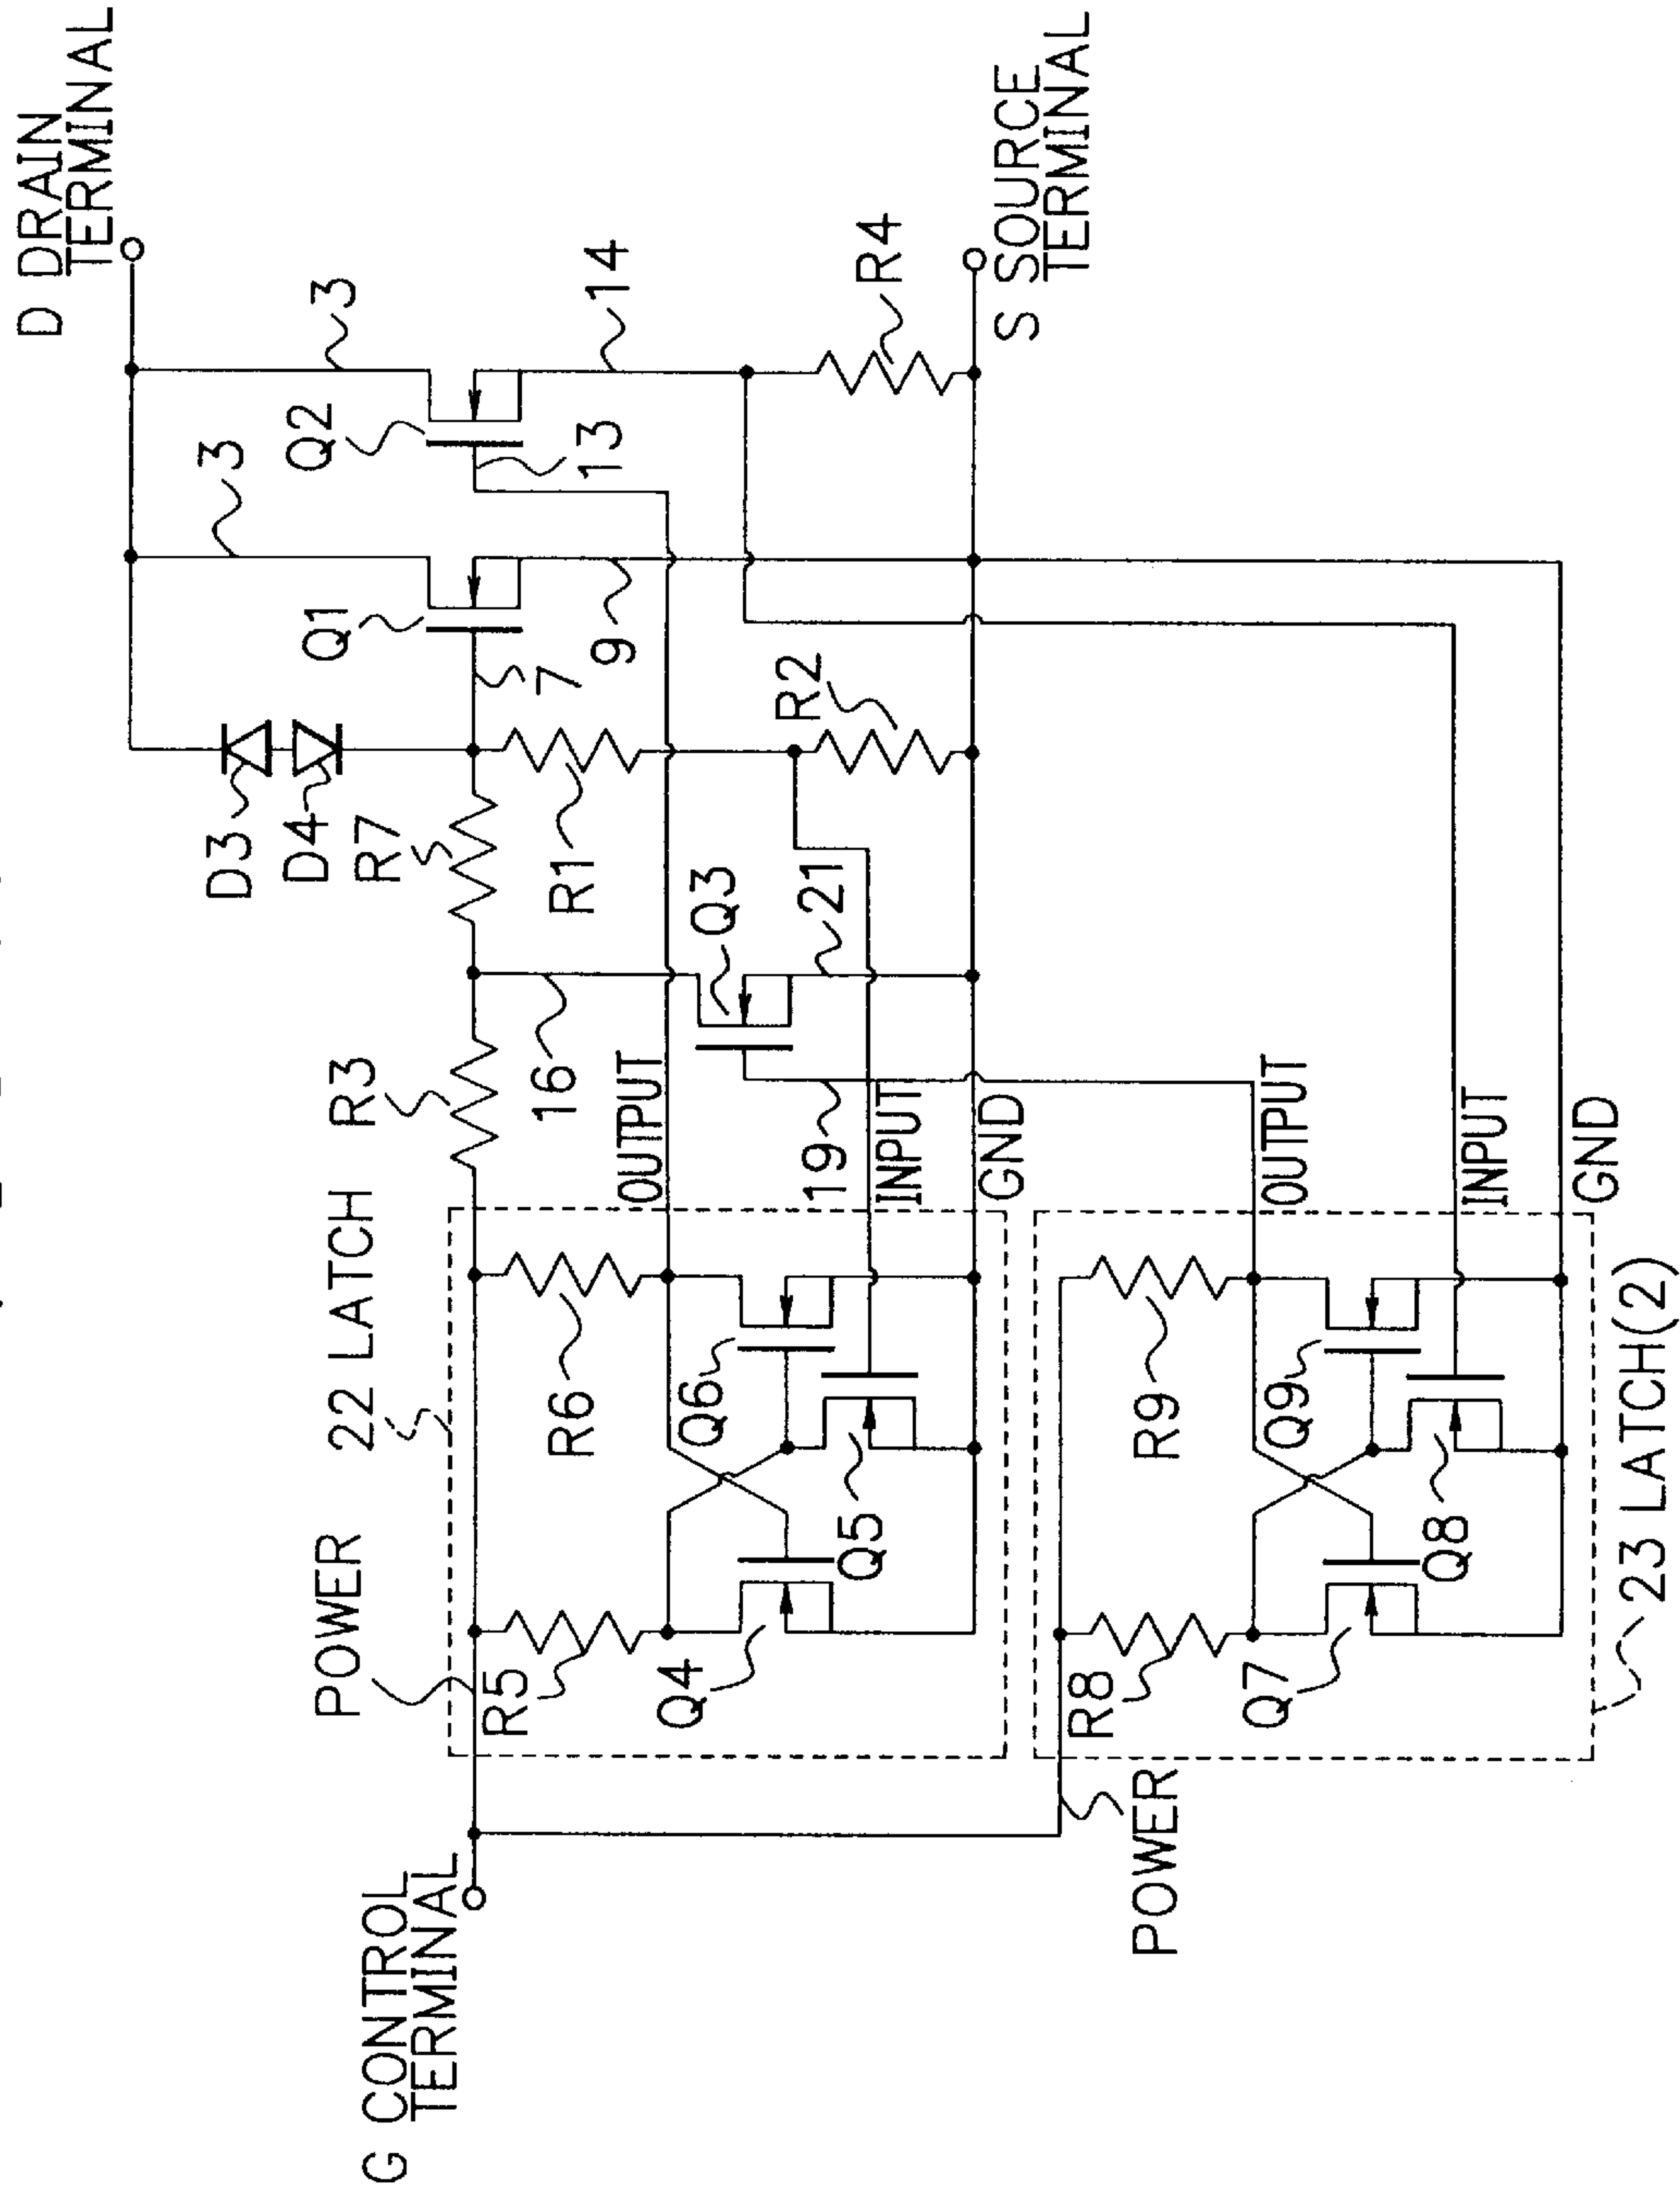 D DRAIN
TERMINAL
3
3
Q2
14
13
R4
S SOURCE
TERMINAL
Q1
7
9
R2
D3
D4
R7
R1
Q3
21
16
19
R3
OUTPUT
INPUT
GND
OUTPUT
INPUT
GND
22 LATCH
POWER
R6
Q6
Q5
R5
Q4
R9
Q9
Q8
R8
Q7
23 LATCH(2)
G CONTROL
TERMINAL
POWER